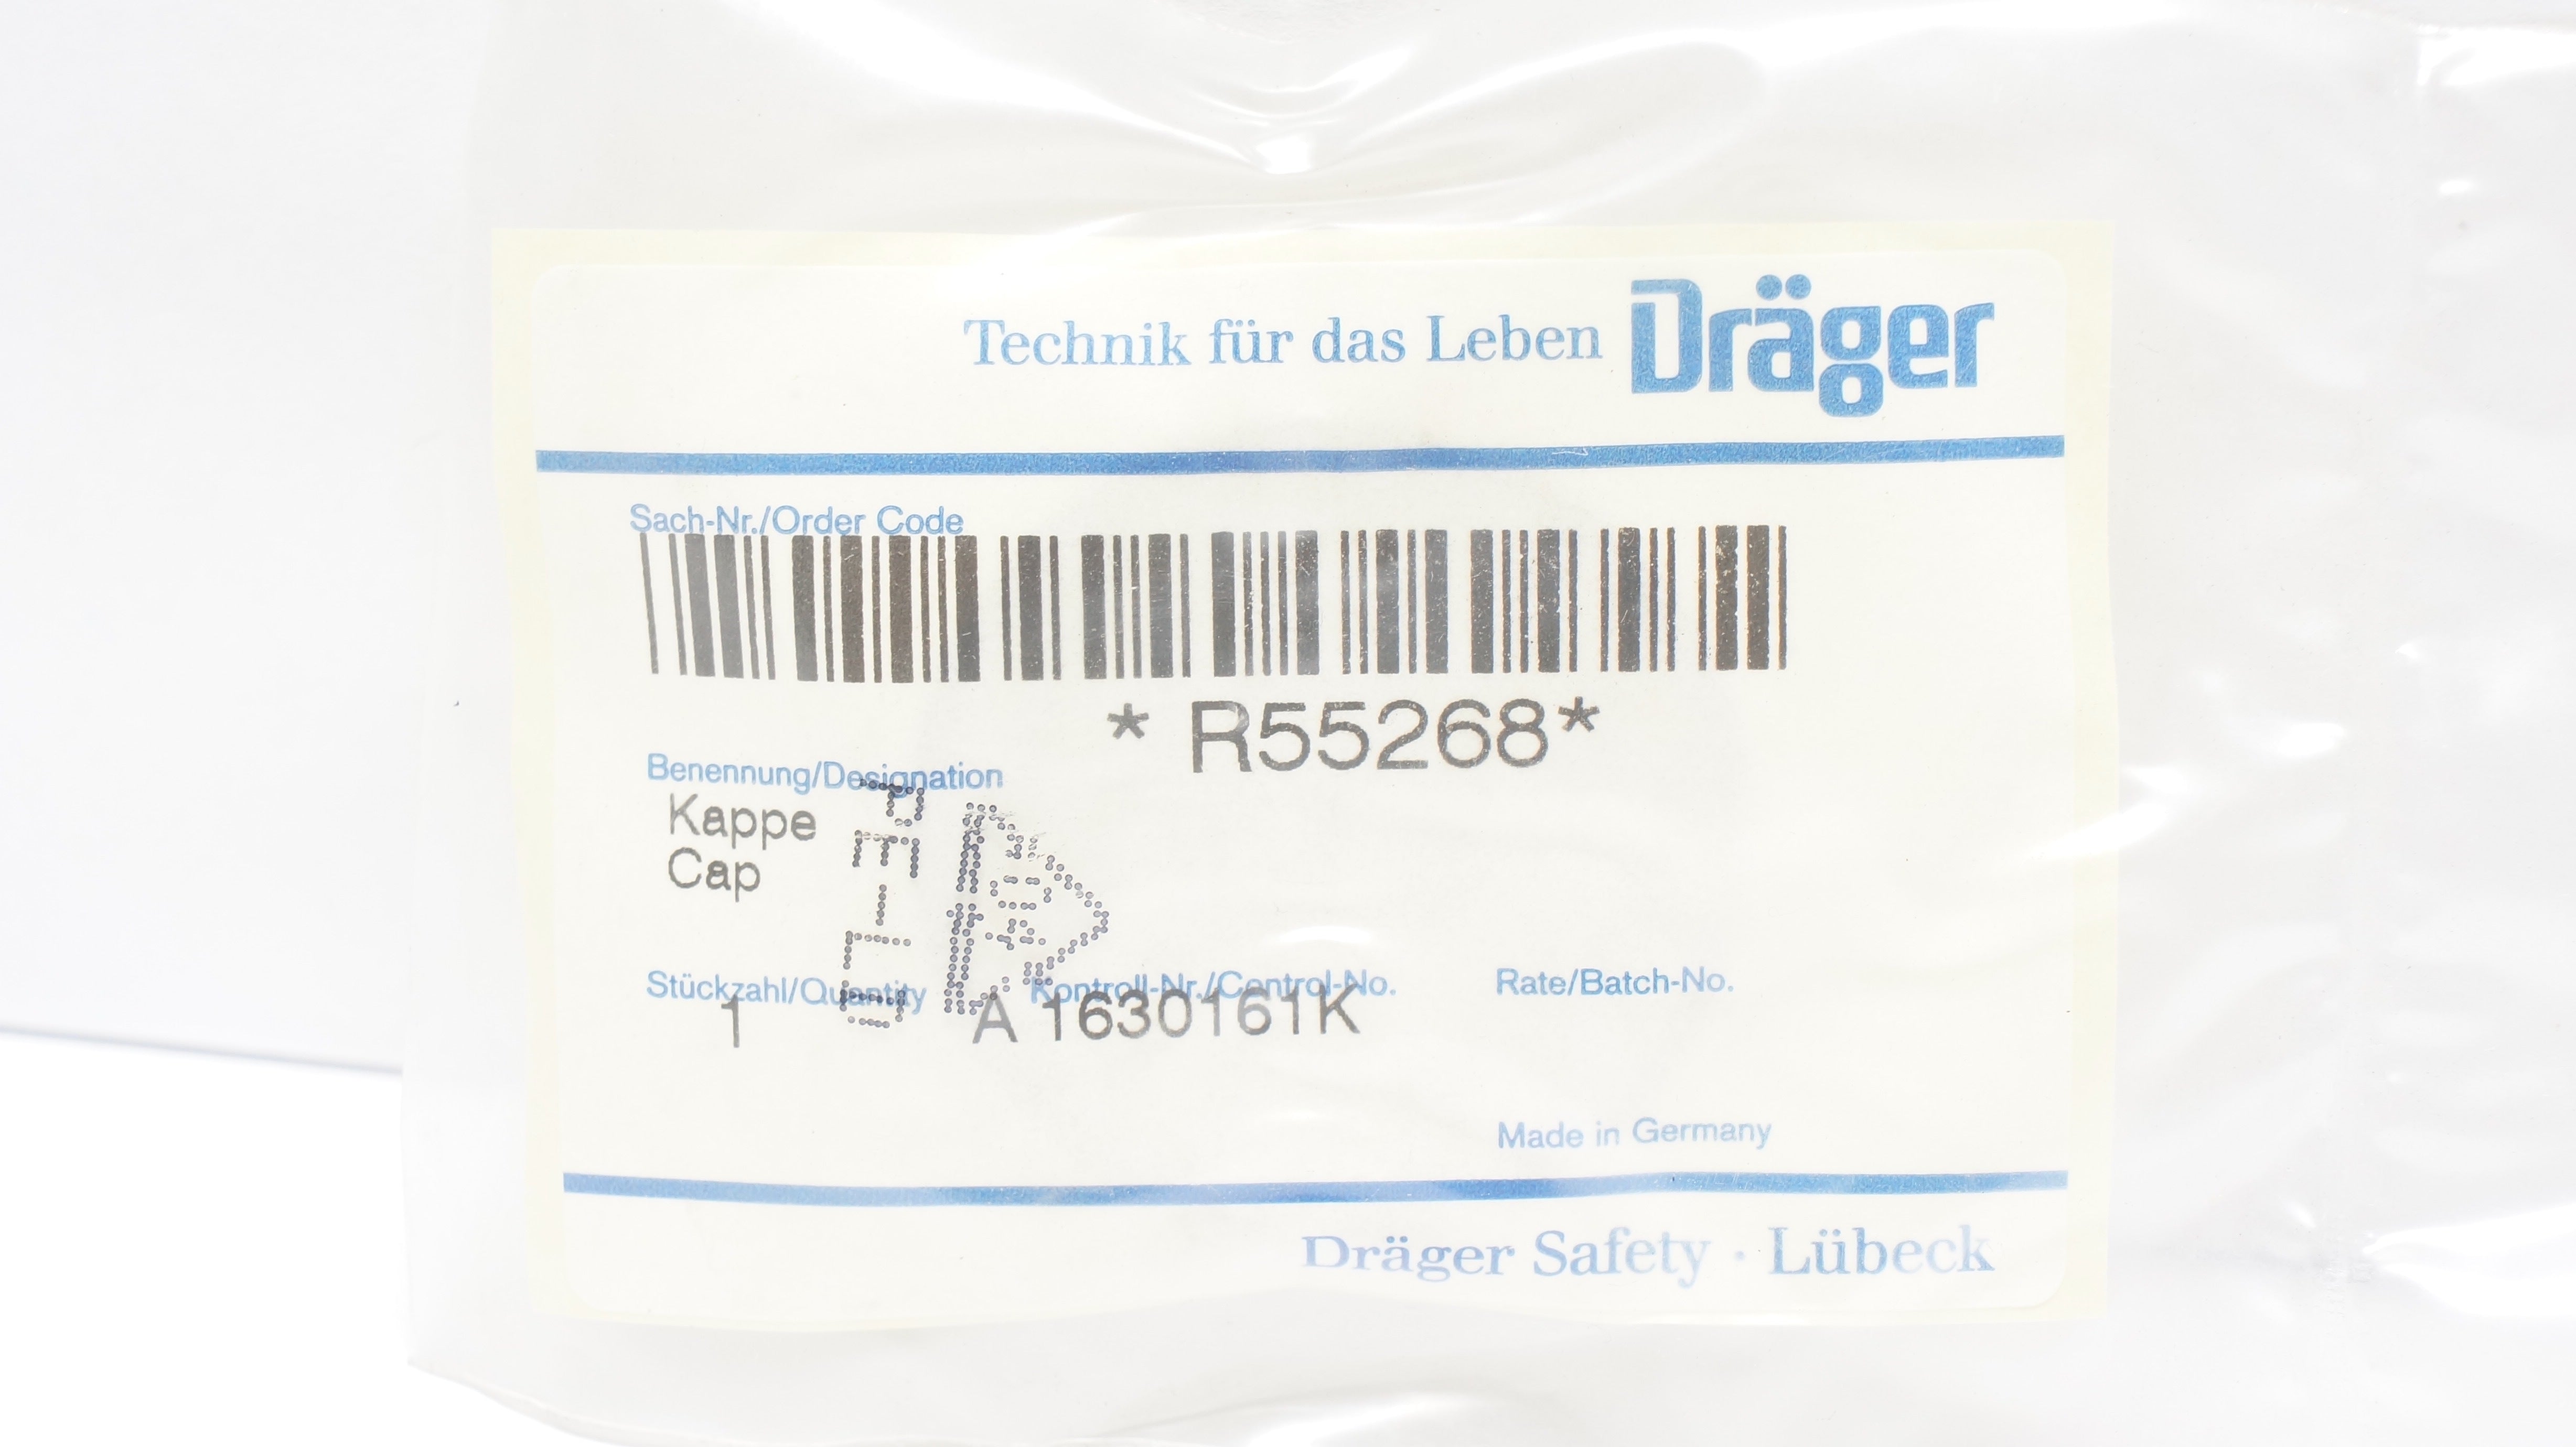 Technik für das Leben Dräger
Sach-Nr./Order Code
* R55268*
Benennung/Designation
Kappe
Cap
Stückzahl/Quantity Kontroll-Nr./Control-No. Rate/Batch-No.
1 A 1630161K
Made in Germany
Dräger Safety · Lübeck